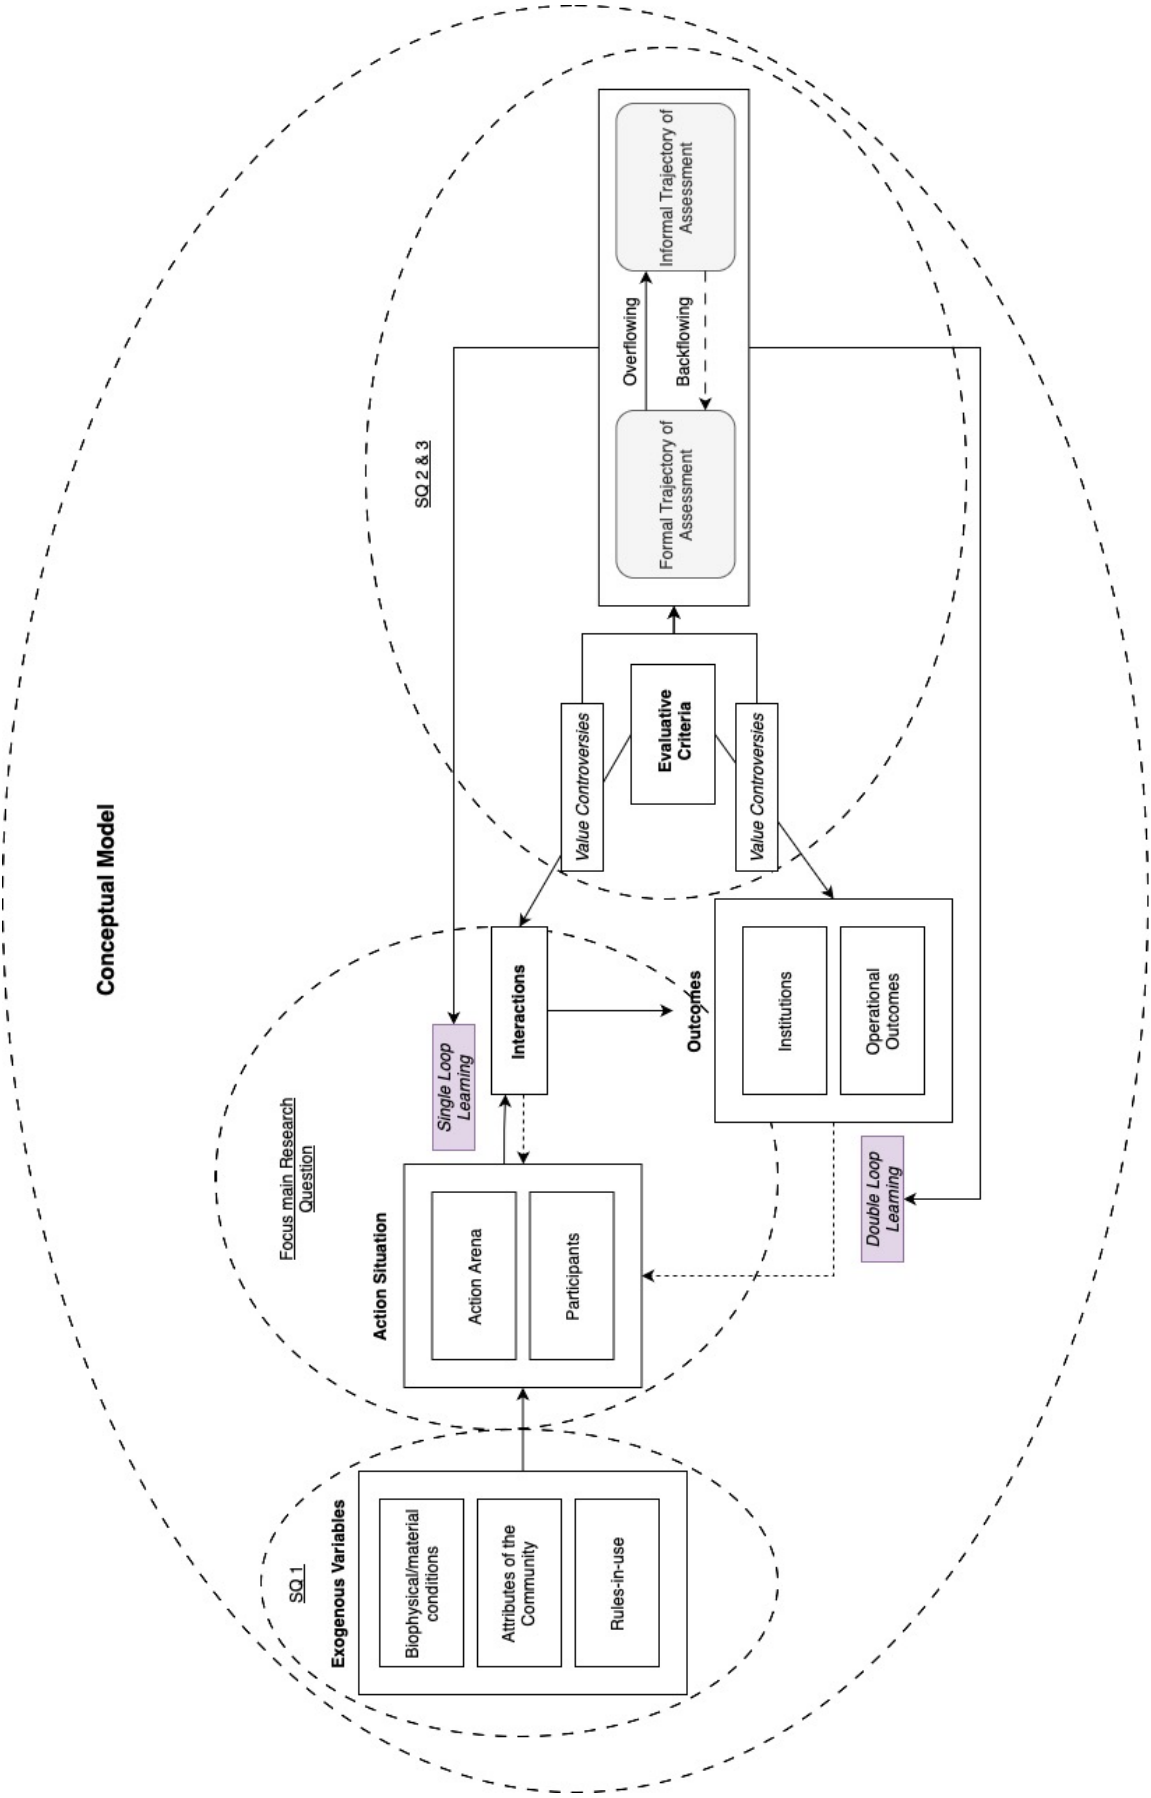 Conceptual Model
SQ 1
Exogenous Variables
Biophysical/material
conditions
Attributes of the
Community
Rules-in-use
Focus main Research
Question
Action Situation
Action Arena
Participants
Single Loop
Learning
Interactions
Outcomes
Institutions
Operational
Outcomes
Double Loop
Learning
SQ 2 & 3
Value Controversies
Evaluative
Criteria
Value Controversies
Formal Trajectory of
Assessment
Overflowing
Backflowing
Informal Trajectory of
Assessment